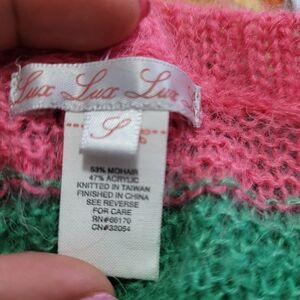 Lux Lux Lux
S
53% MOHAIR
47% ACRYLIC
KNITTED IN TAIWAN
FINISHED IN CHINA
SEE REVERSE
FOR CARE
RN#66170
CN#32054